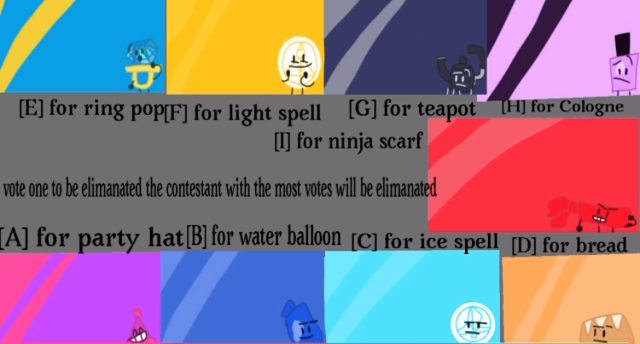 [E] for ring pop
[F] for light spell
[G] for teapot
[H] for Cologne
[I] for ninja scarf
vote one to be elimanated the contestant with the most votes will be elimanated
[A] for party hat
[B] for water balloon
[C] for ice spell
[D] for bread